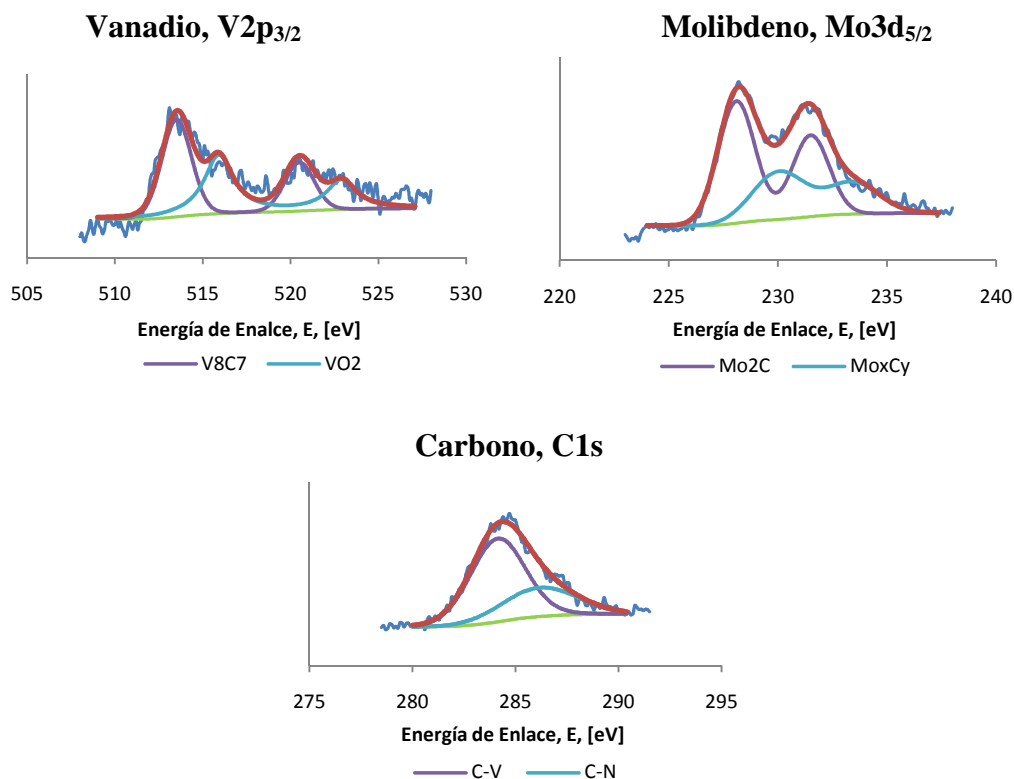 Vanadio, V2p3/2
Molibdeno, Mo3d5/2
505 510 515 520 525 530
Energía de Enalce, E, [eV]
V8C7 VO2
220 225 230 235 240
Energía de Enlace, E, [eV]
Mo2C MoxCy
Carbono, C1s
275 280 285 290 295
Energía de Enlace, E, [eV]
C-V C-N